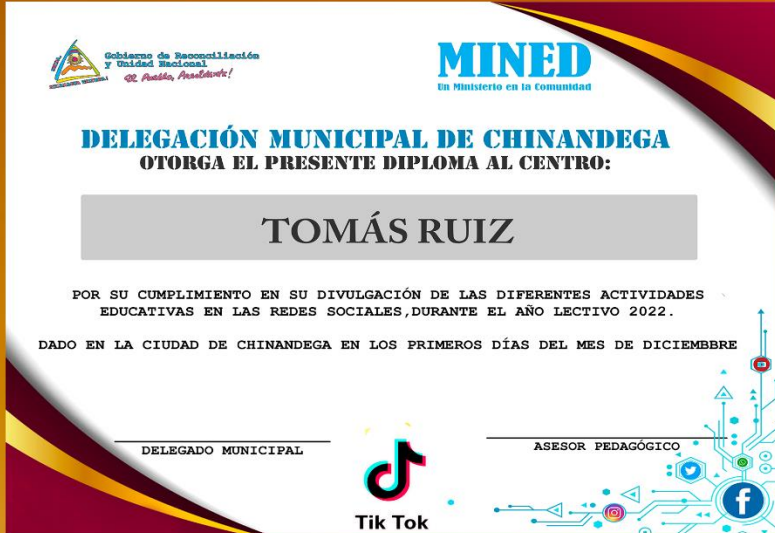 Gobierno de Reconciliación
y Unidad Nacional
El Pueblo, Presidente!
MINED
Un Ministerio en la Comunidad
DELEGACIÓN MUNICIPAL DE CHINANDEGA
OTORGA EL PRESENTE DIPLOMA AL CENTRO:
TOMÁS RUIZ
POR SU CUMPLIMIENTO EN SU DIVULGACIÓN DE LAS DIFERENTES ACTIVIDADES
EDUCATIVAS EN LAS REDES SOCIALES,DURANTE EL AÑO LECTIVO 2022.
DADO EN LA CIUDAD DE CHINANDEGA EN LOS PRIMEROS DÍAS DEL MES DE DICIEMBBRE
DELEGADO MUNICIPAL
ASESOR PEDAGÓGICO
Tik Tok